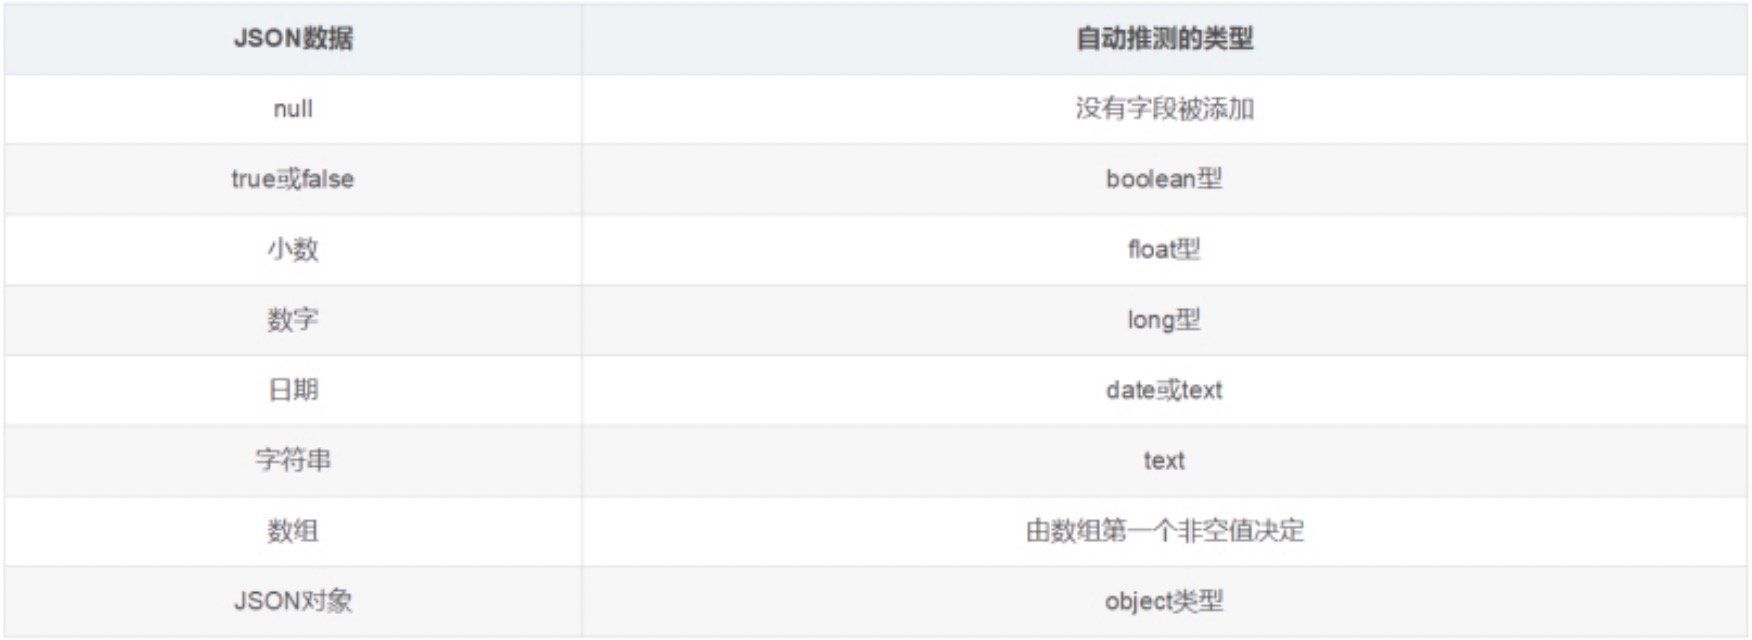 JSON数据 自动推测的类型
null 没有字段被添加
true或false boolean型
小数 float型
数字 long型
日期 date或text
字符串 text
数组 由数组第一个非空值决定
JSON对象 object类型